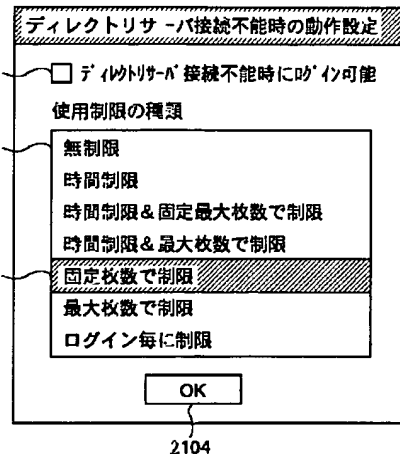 ディレクトリサーバ接続不能時の動作設定
ディレクトリサーバ接続不能時にログイン可能
使用制限の種類
無制限
時間制限
時間制限&固定最大枚数で制限
時間制限&最大枚数で制限
固定枚数で制限
最大枚数で制限
ログイン毎に制限
OK
2104